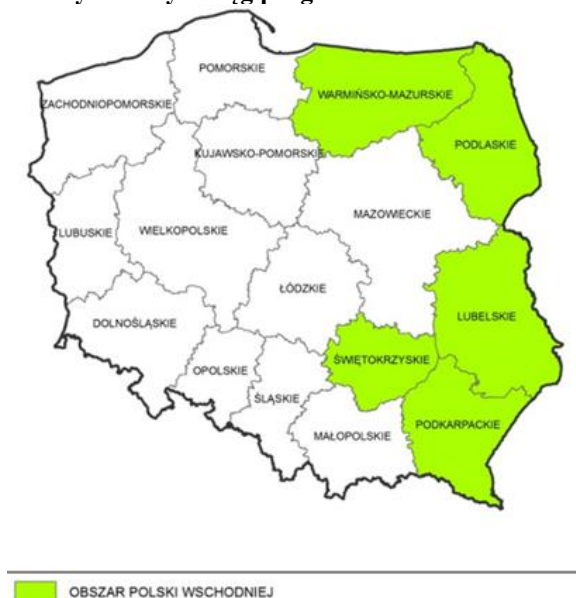 POMORSKIE
WARMIŃSKO-MAZURSKIE
ZACHODNIOPOMORSKIE
PODLASKIE
KUJAWSKO-POMORSKIE
MAZOWIECKIE
LUBUSKIE
WIELKOPOLSKIE
ŁÓDZKIE
LUBELSKIE
DOLNOŚLĄSKIE
ŚWIĘTOKRZYSKIE
OPOLSKIE
ŚLĄSKIE
PODKARPACKIE
MAŁOPOLSKIE
OBSZAR POLSKI WSCHODNIEJ